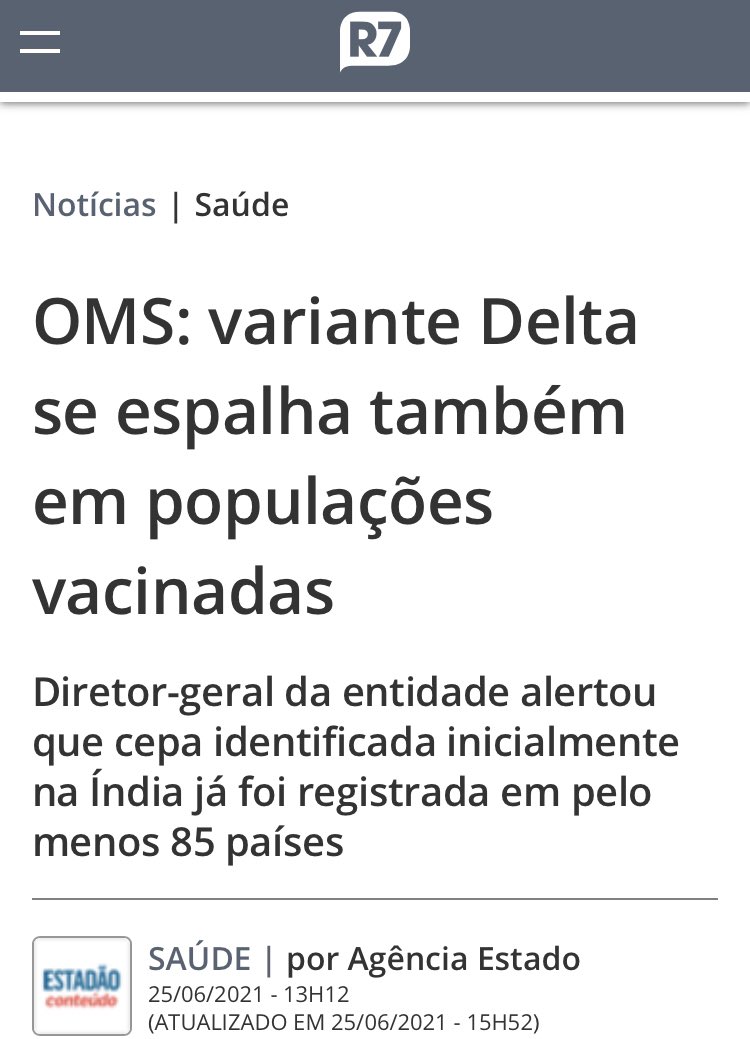 R7
Notícias | Saúde
OMS: variante Delta
se espalha também
em populações
vacinadas
Diretor-geral da entidade alertou
que cepa identificada inicialmente
na Índia já foi registrada em pelo
menos 85 países
ESTADÃO
conteúdo
SAÚDE | por Agência Estado
25/06/2021 - 13H12
(ATUALIZADO EM 25/06/2021 - 15H52)